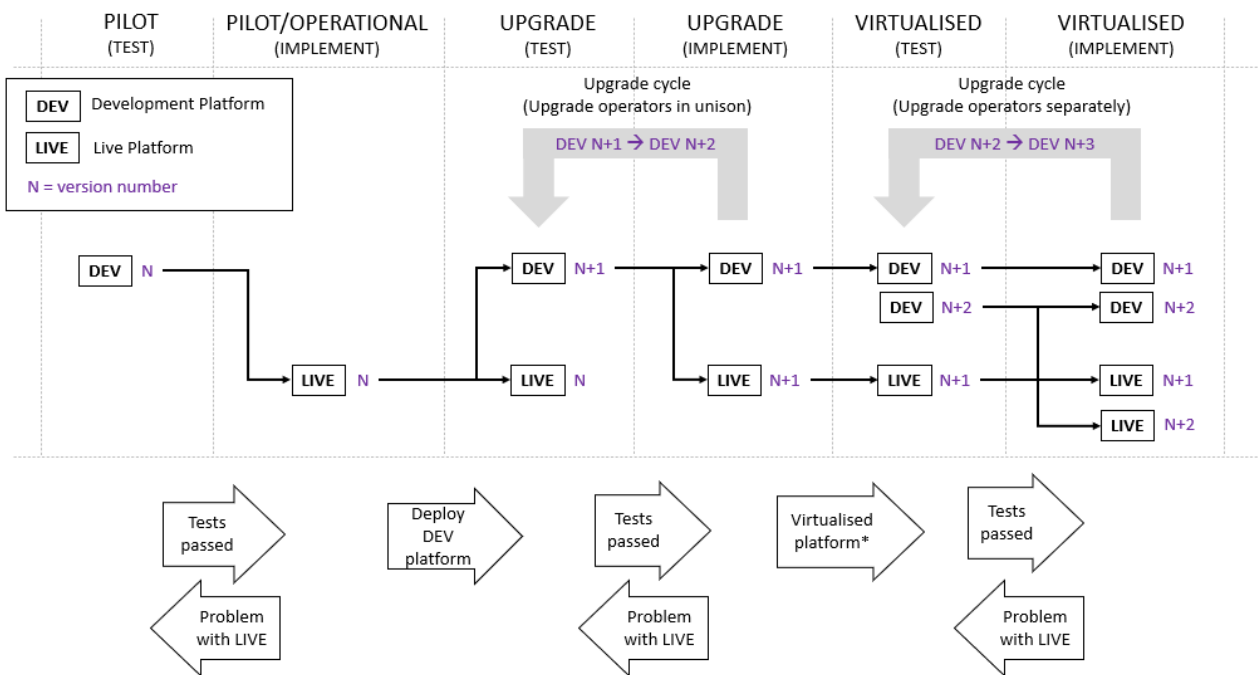 PILOT
(TEST)
PILOT/OPERATIONAL
(IMPLEMENT)
UPGRADE
(TEST)
UPGRADE
(IMPLEMENT)
VIRTUALISED
(TEST)
VIRTUALISED
(IMPLEMENT)
DEV Development Platform
LIVE Live Platform
N = version number
Upgrade cycle
(Upgrade operators in unison)
DEV N+1 → DEV N+2
Upgrade cycle
(Upgrade operators separately)
DEV N+2 → DEV N+3
DEV N
DEV N+1
DEV N+1
DEV N+1
DEV N+1
DEV N+2
DEV N+2
LIVE N
LIVE N
LIVE N+1
LIVE N+1
LIVE N+1
LIVE N+2
Tests
passed
Deploy
DEV
platform
Tests
passed
Virtualised
platform*
Tests
passed
Problem
with LIVE
Problem
with LIVE
Problem
with LIVE